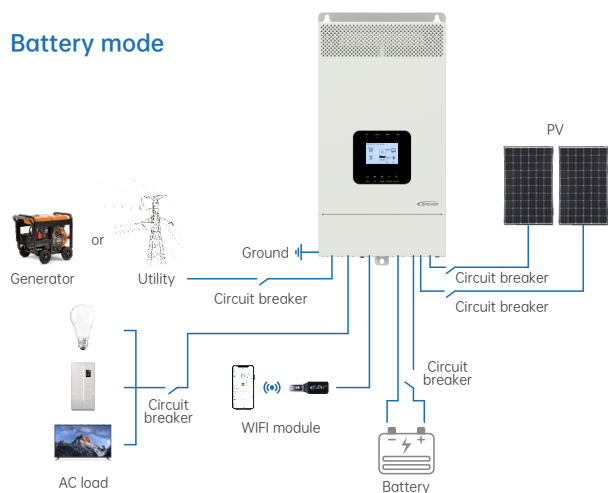 Battery mode
PV
or
Ground
Generator
Utility
Circuit breaker
Circuit breaker
Circuit breaker
Circuit
breaker
Circuit
breaker
WIFI module
AC load
Battery